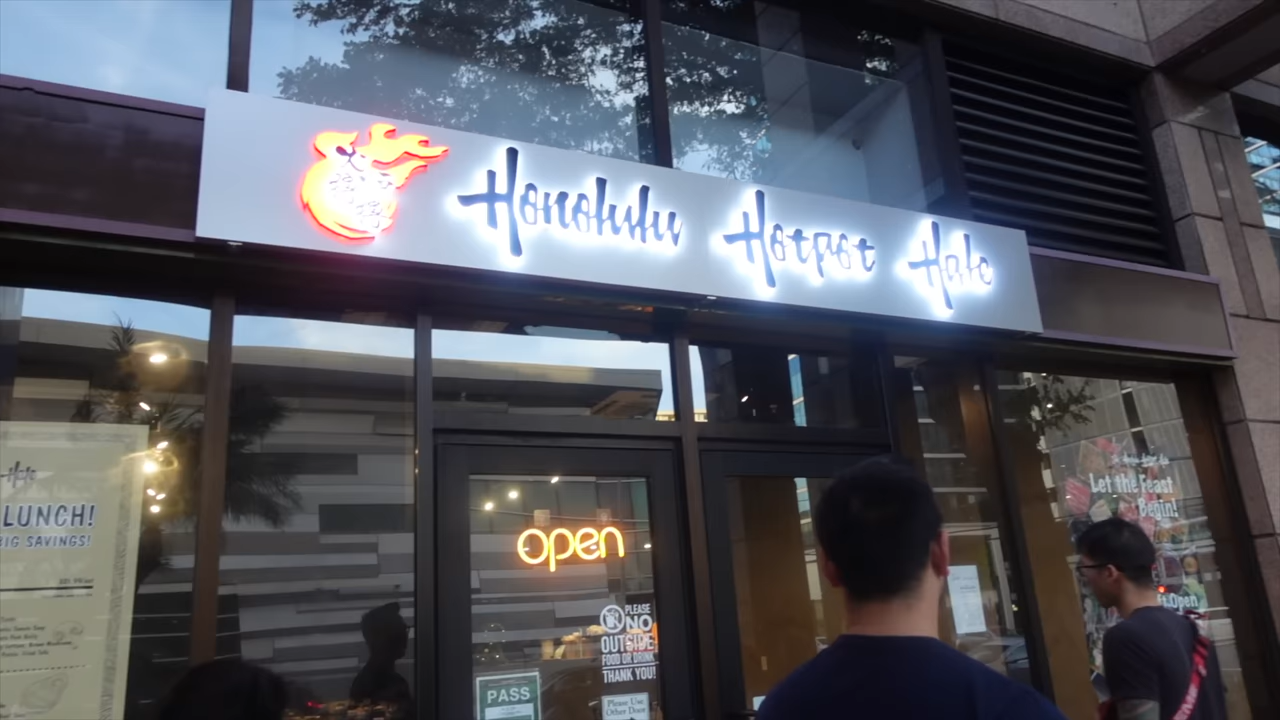 Honolulu Hotpot Hale
Hale
LUNCH!
BIG SAVINGS!
open
PLEASE
NO
OUTSIDE
FOOD OR DRINK
THANK YOU!
PASS
Please Use
Other Door
Let the Feast
Begin!
Open